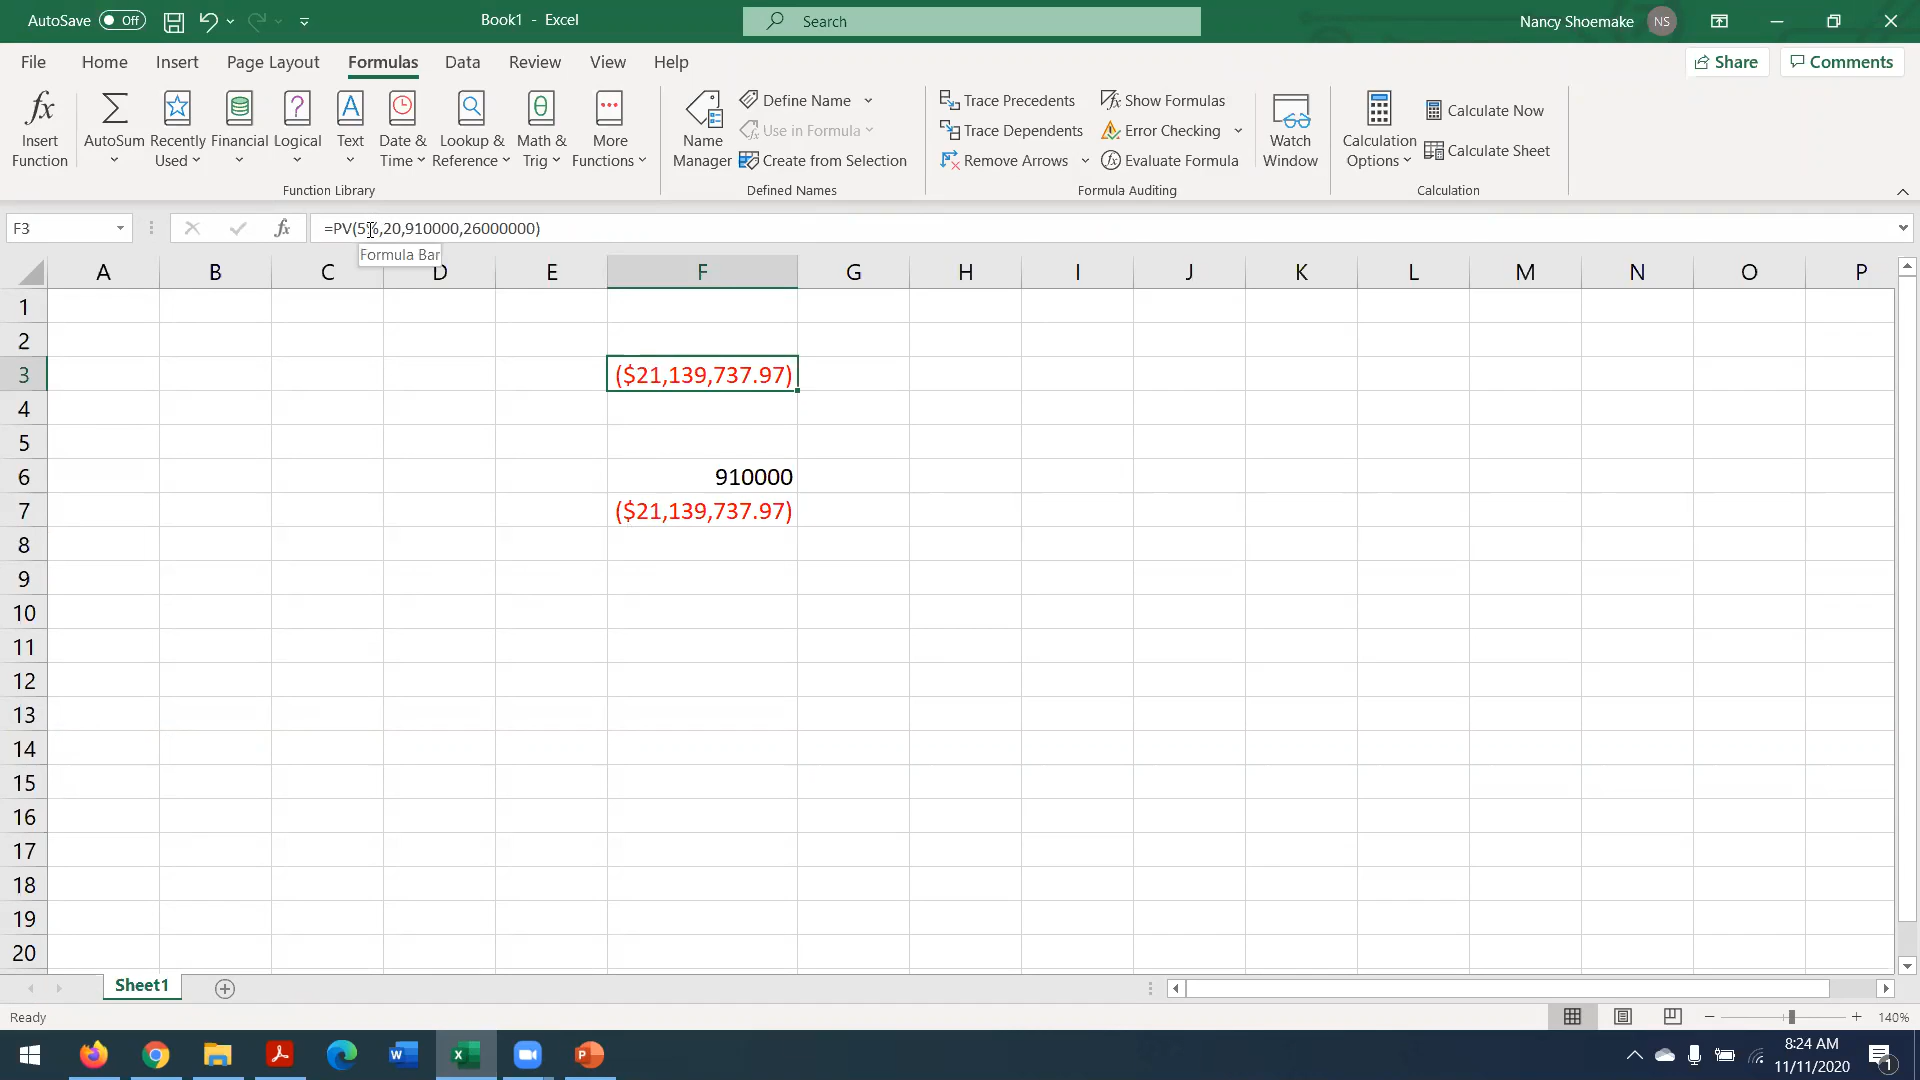 AutoSave Off Book1 - Excel Search Nancy Shoemake NS
File Home Insert Page Layout Formulas Data Review View Help Share Comments
Insert Function AutoSum Recently Used Financial Logical Text Date & Time Lookup & Reference Math & Trig More Functions
Function Library
Name Manager Define Name Use in Formula Create from Selection
Defined Names
Trace Precedents Trace Dependents Remove Arrows Show Formulas Error Checking Evaluate Formula Watch Window
Formula Auditing
Calculation Options Calculate Now Calculate Sheet
Calculation
F3 fx =PV(5%,20,910000,26000000)
Formula Bar
A B C D E F G H I J K L M N O P
1
2
3 ($21,139,737.97)
4
5
6 910000
7 ($21,139,737.97)
8
9
10
11
12
13
14
15
16
17
18
19
20
Sheet1
Ready 140%
8:24 AM
11/11/2020 1